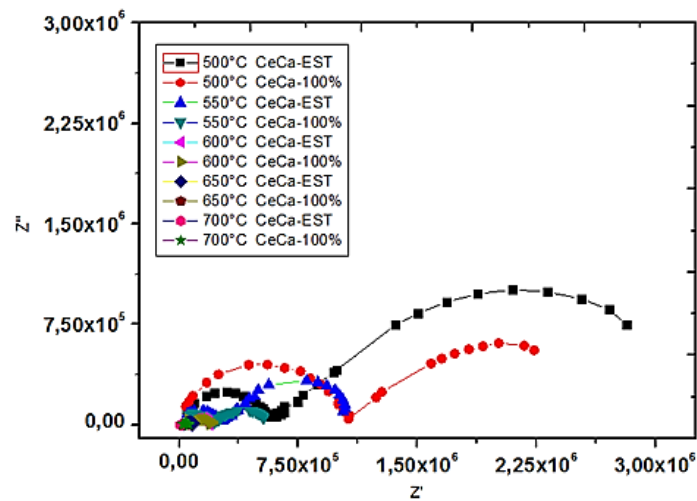 3,00x10⁶
2,25x10⁶
1,50x10⁶
7,50x10⁵
0,00
Z''
500°C CeCa-EST
500°C CeCa-100%
550°C CeCa-EST
550°C CeCa-100%
600°C CeCa-EST
600°C CeCa-100%
650°C CeCa-EST
650°C CeCa-100%
700°C CeCa-EST
700°C CeCa-100%
0,00 7,50x10⁵ 1,50x10⁶ 2,25x10⁶ 3,00x10⁶
Z'